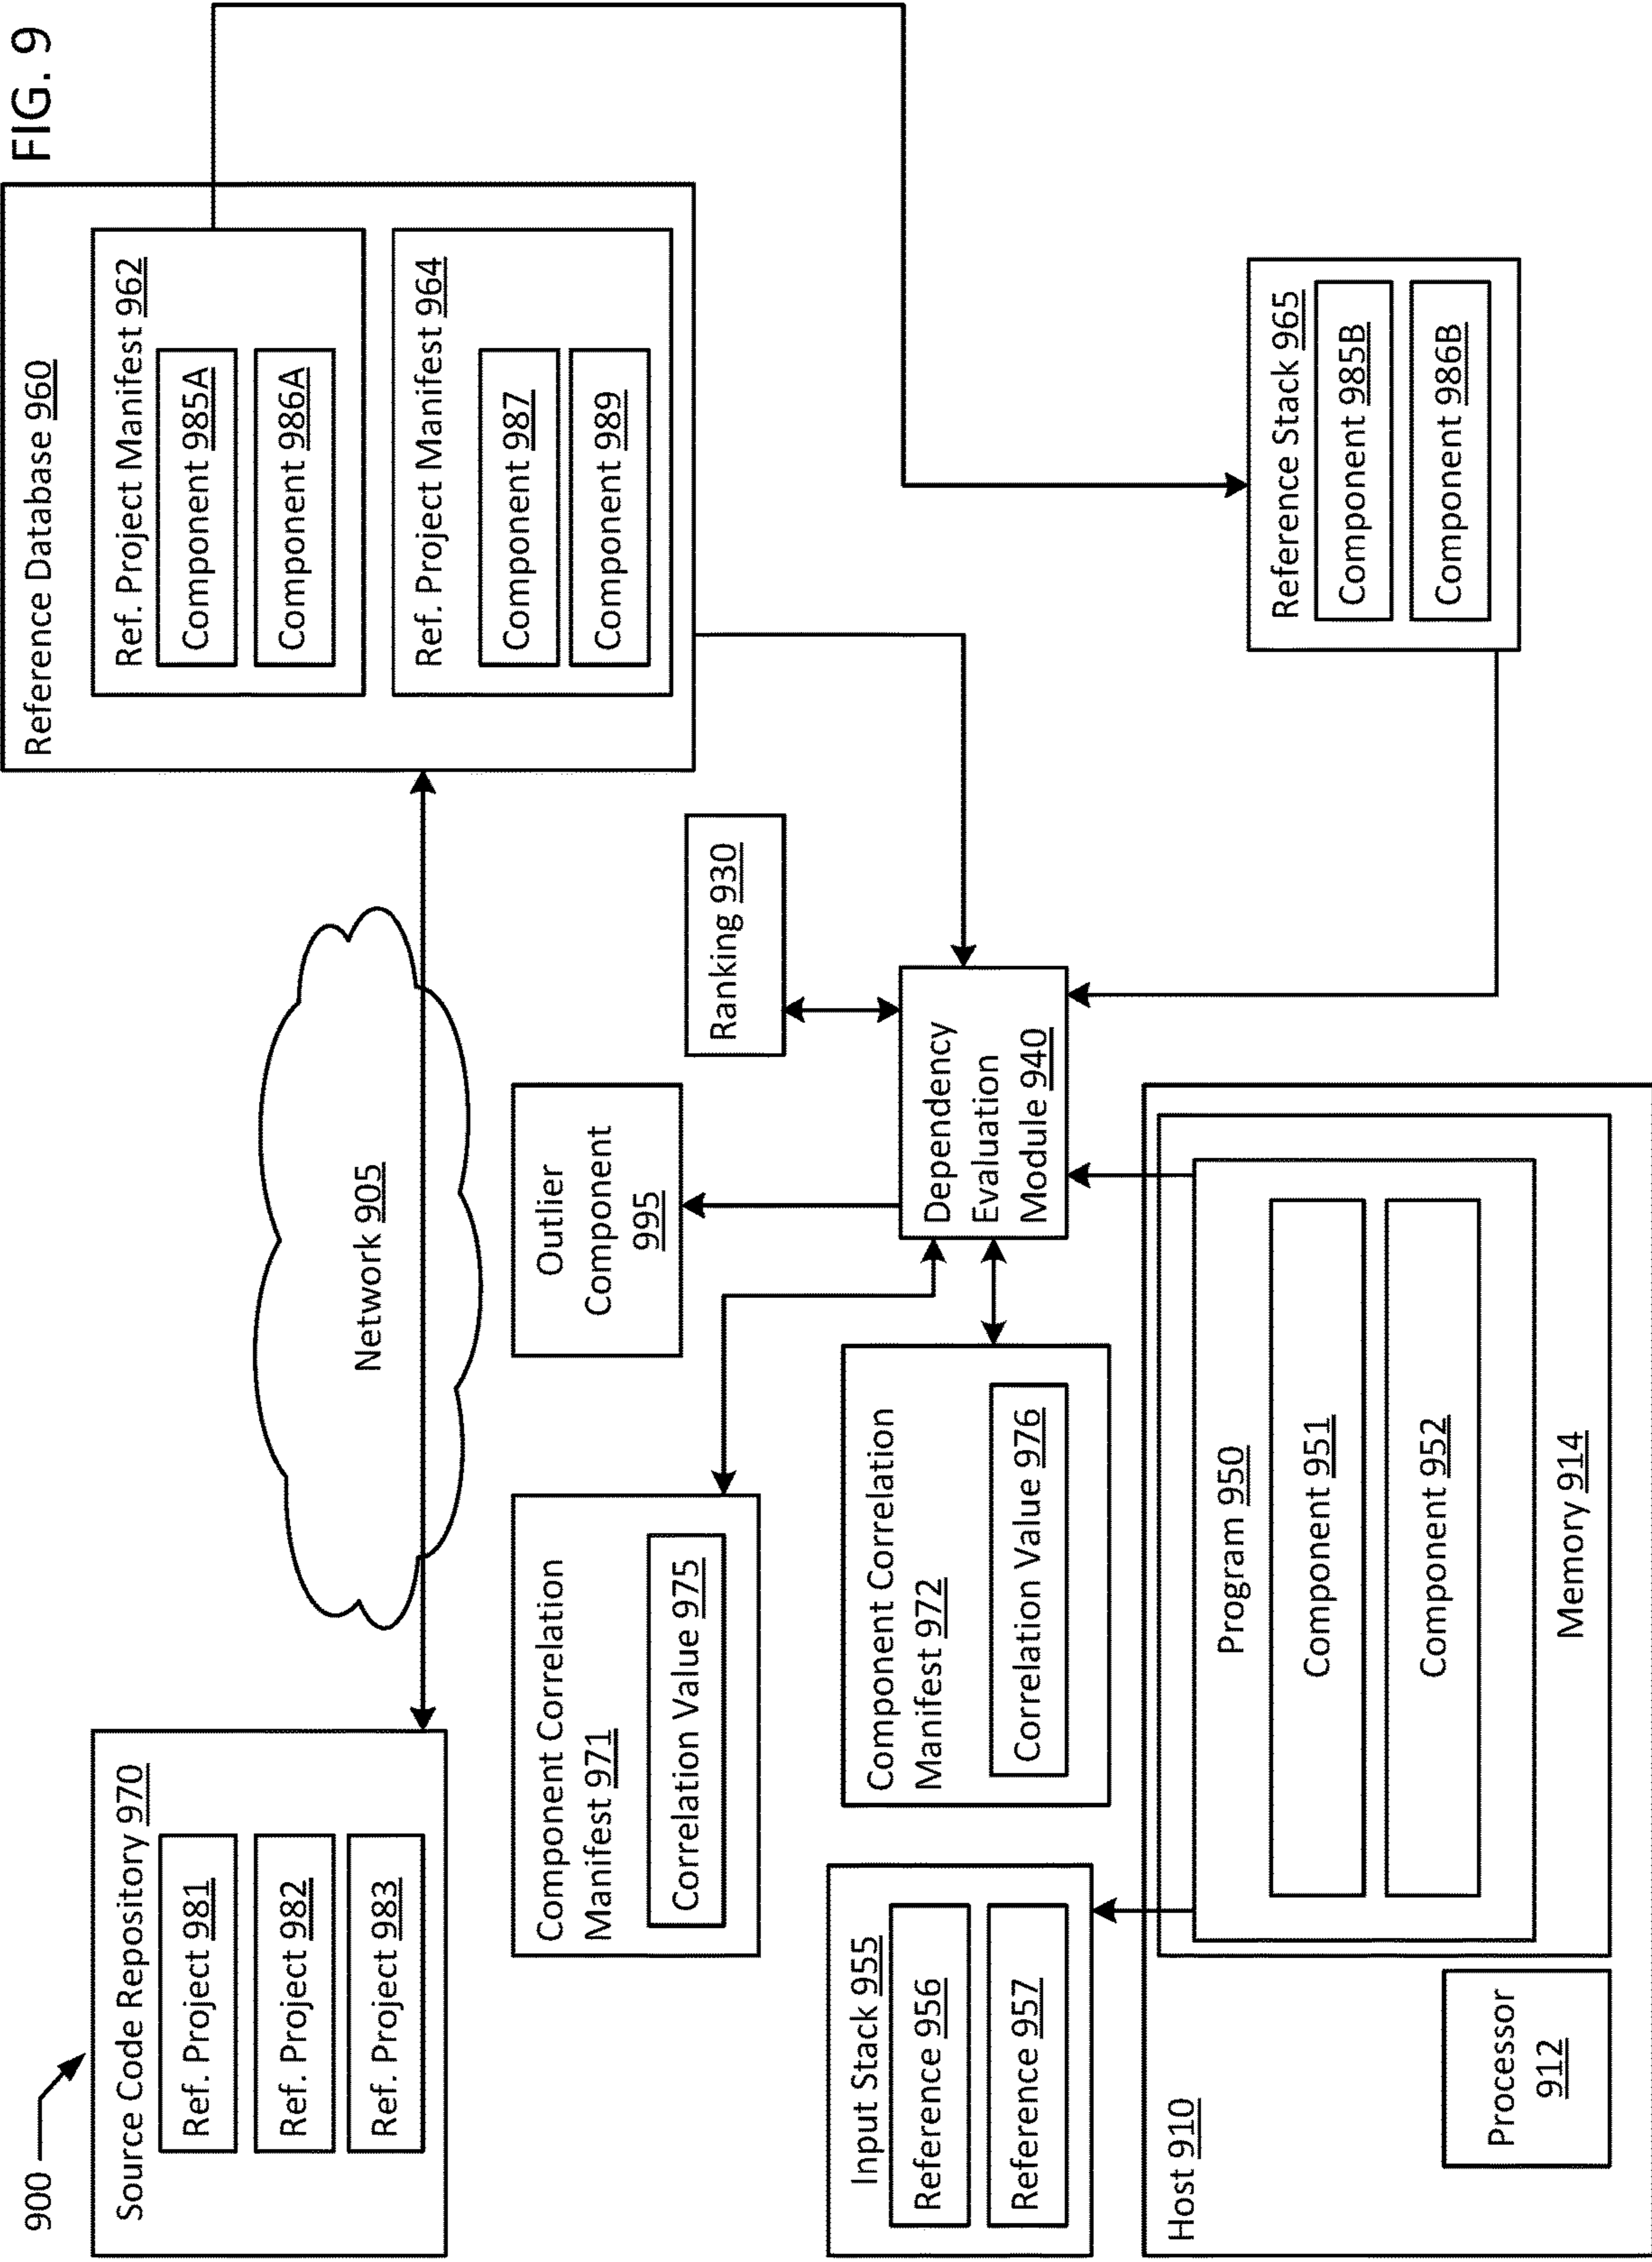 FIG. 9
900
Source Code Repository 970
Ref. Project 981
Ref. Project 982
Ref. Project 983
Network 905
Reference Database 960
Ref. Project Manifest 962
Component 985A
Component 986A
Ref. Project Manifest 964
Component 987
Component 989
Component Correlation
Manifest 971
Correlation Value 975
Outlier
Component
995
Ranking 930
Input Stack 955
Reference 956
Reference 957
Component Correlation
Manifest 972
Correlation Value 976
Dependency
Evaluation
Module 940
Reference Stack 965
Component 985B
Component 986B
Host 910
Processor
912
Program 950
Component 951
Component 952
Memory 914